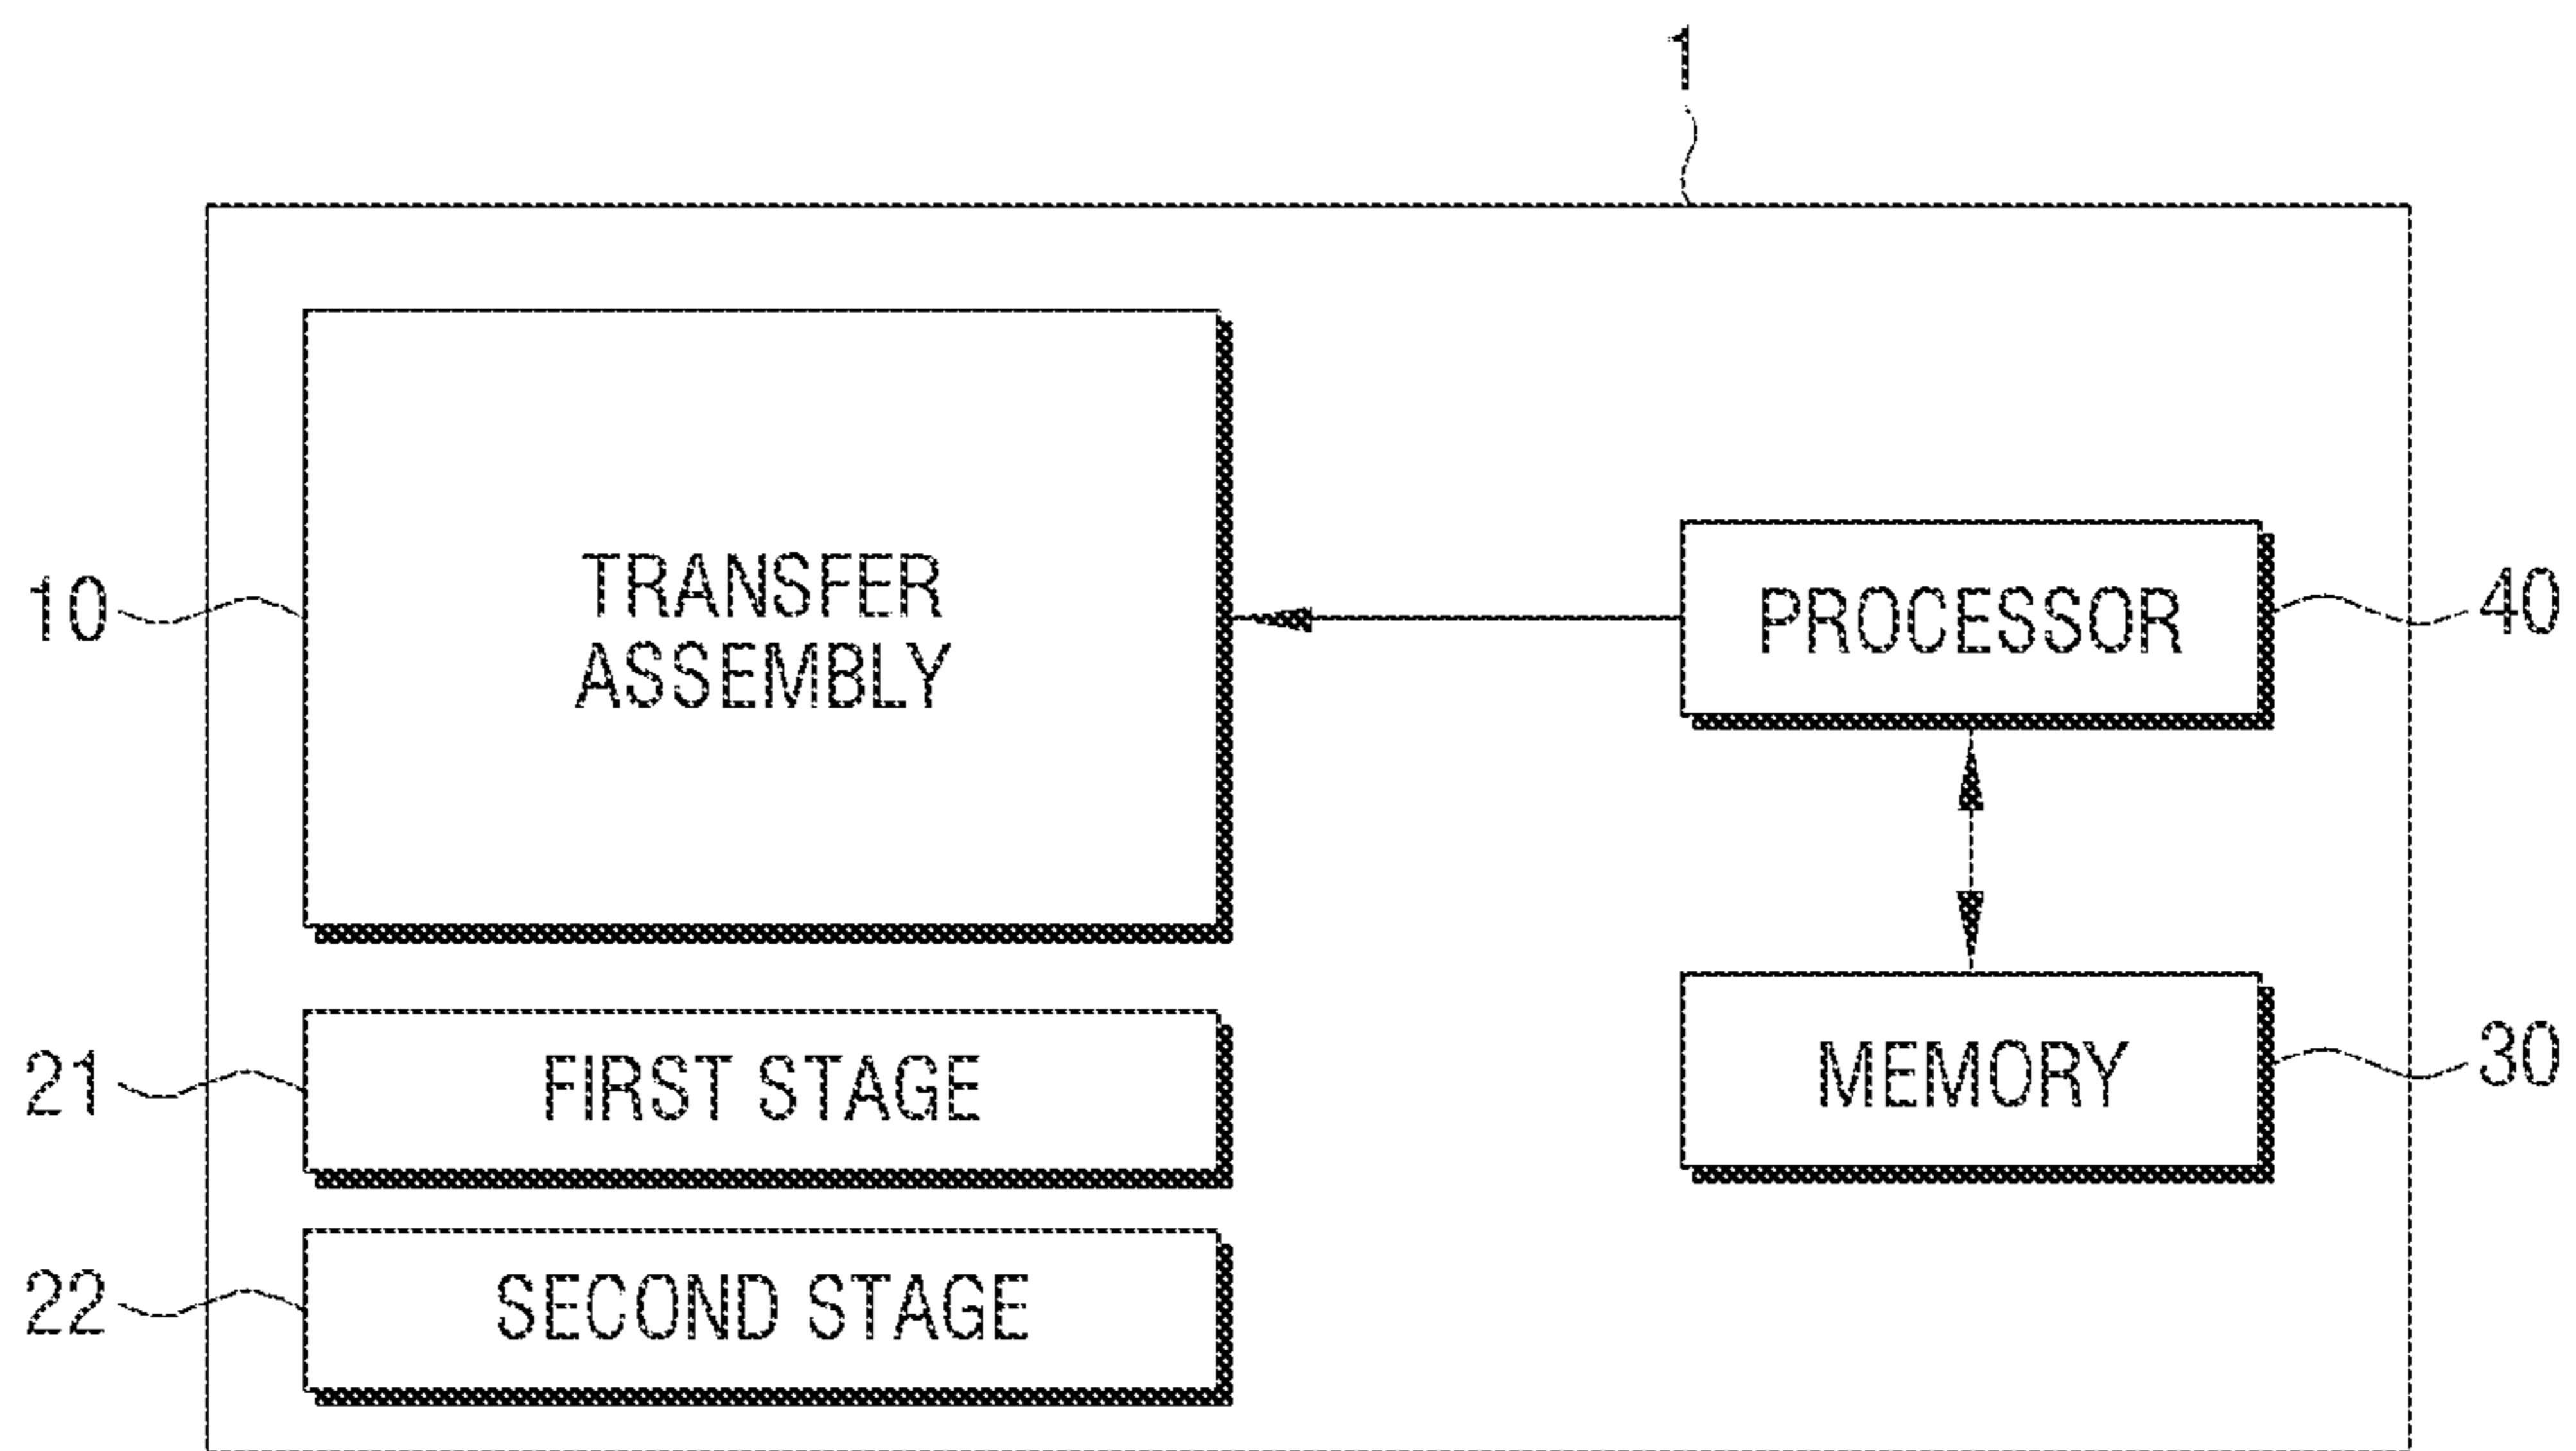 1
10
TRANSFER
ASSEMBLY
PROCESSOR
40
21
FIRST STAGE
MEMORY
30
22
SECOND STAGE